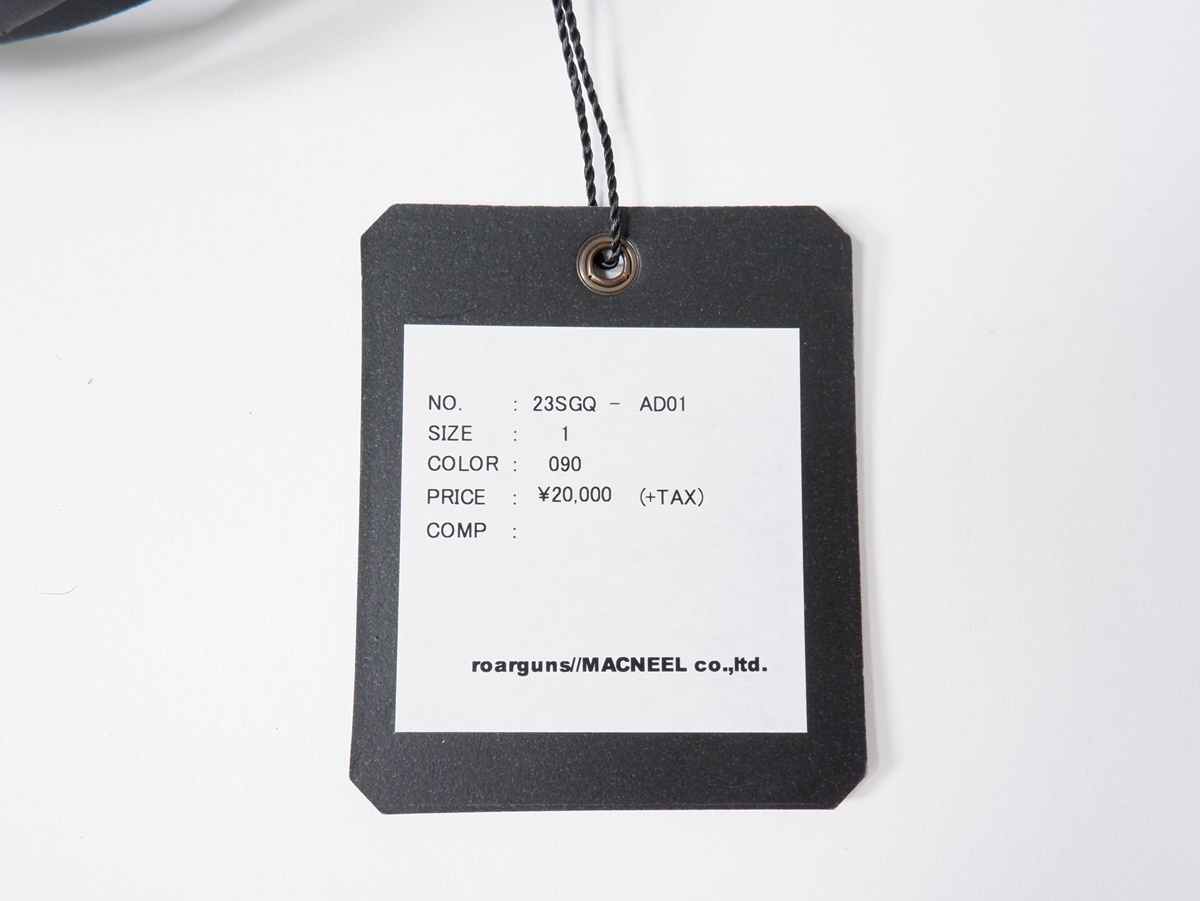 NO. : 23SGQ - AD01
SIZE : 1
COLOR : 090
PRICE : ¥20,000 (+TAX)
COMP :
roarguns//MACNEEL co.,ltd.